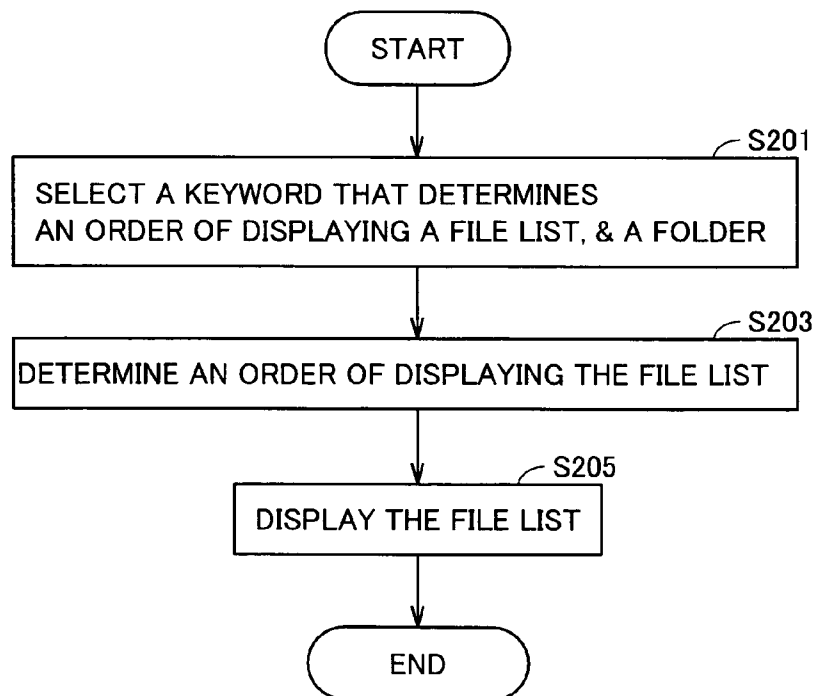 START
S201
SELECT A KEYWORD THAT DETERMINES
AN ORDER OF DISPLAYING A FILE LIST, & A FOLDER
S203
DETERMINE AN ORDER OF DISPLAYING THE FILE LIST
S205
DISPLAY THE FILE LIST
END